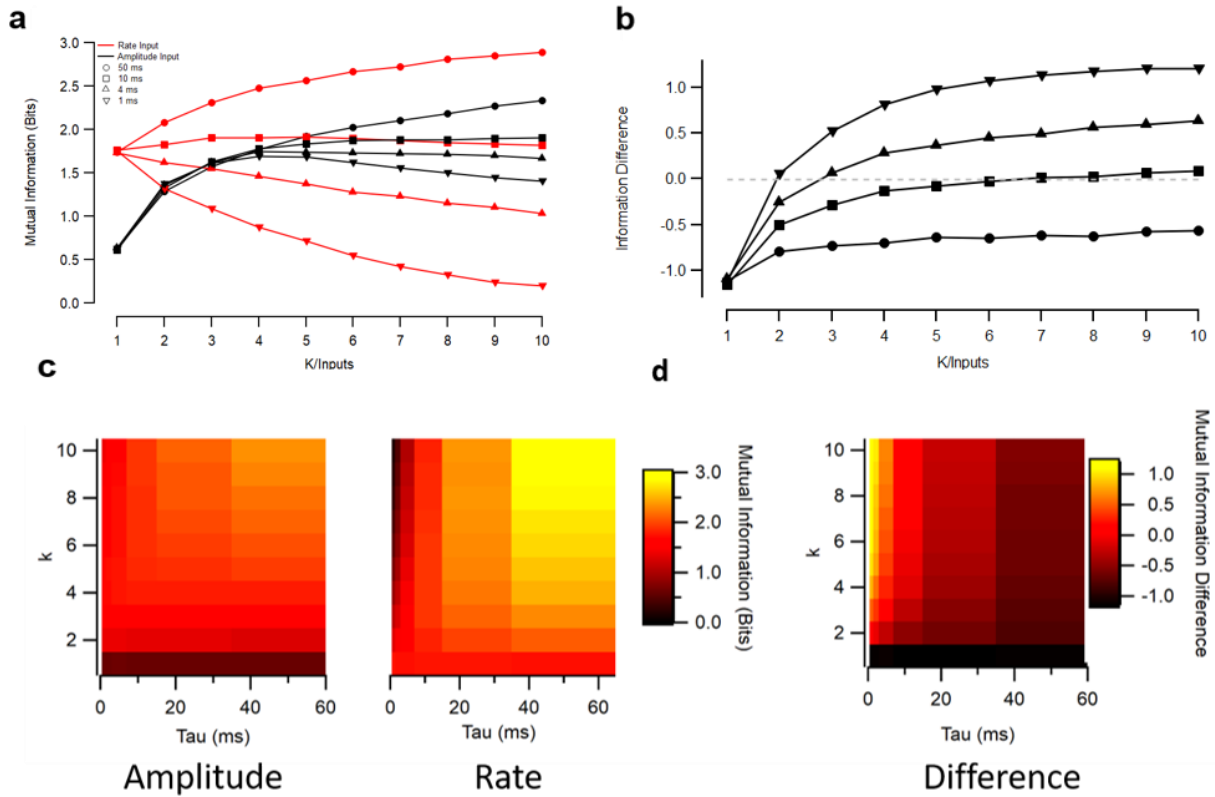 a
3.0
2.5
2.0
1.5
1.0
0.5
0.0
Mutual Information (Bits)
Rate Input
Amplitude Input
50 ms
10 ms
4 ms
1 ms
1 2 3 4 5 6 7 8 9 10
K/Inputs
b
1.0
0.5
0.0
-0.5
-1.0
Information Difference
1 2 3 4 5 6 7 8 9 10
K/Inputs
c
10
8
6
4
2
k
0 20 40 60
Tau (ms)
Amplitude
0 20 40 60
Tau (ms)
Rate
3.0
2.0
1.0
0.0
Mutual Information (Bits)
d
10
8
6
4
2
k
0 20 40 60
Tau (ms)
Difference
1.0
0.5
0.0
-0.5
-1.0
Mutual Information Difference